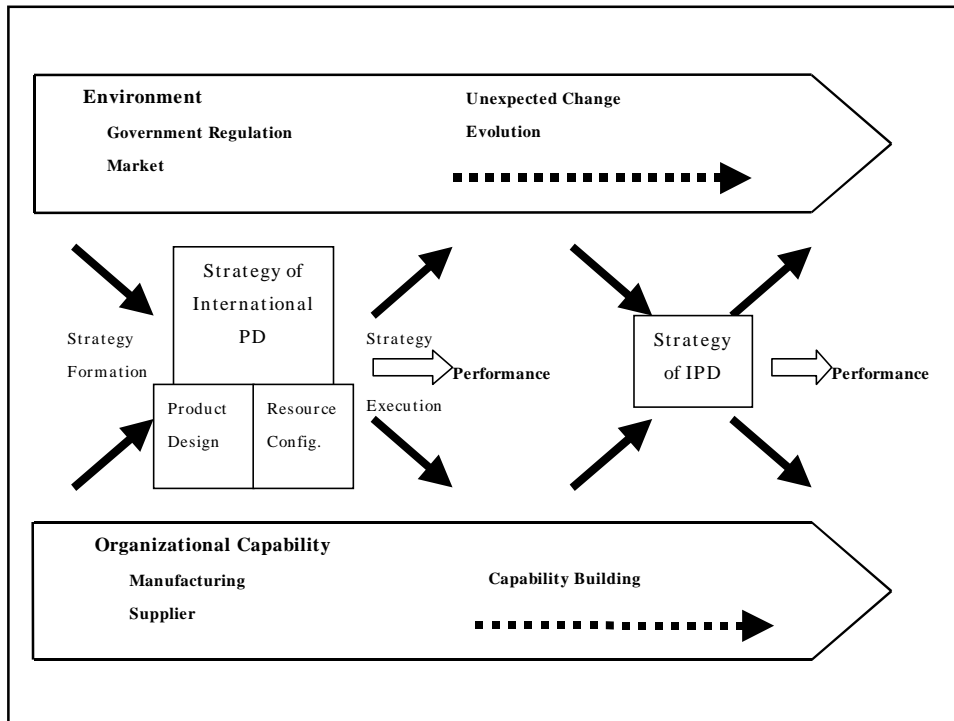 Environment
Government Regulation
Market
Unexpected Change
Evolution
Strategy of
International
PD
Strategy
Formation
Product
Design
Resource
Config.
Strategy
Execution
Performance
Strategy
of IPD
Performance
Organizational Capability
Manufacturing
Supplier
Capability Building